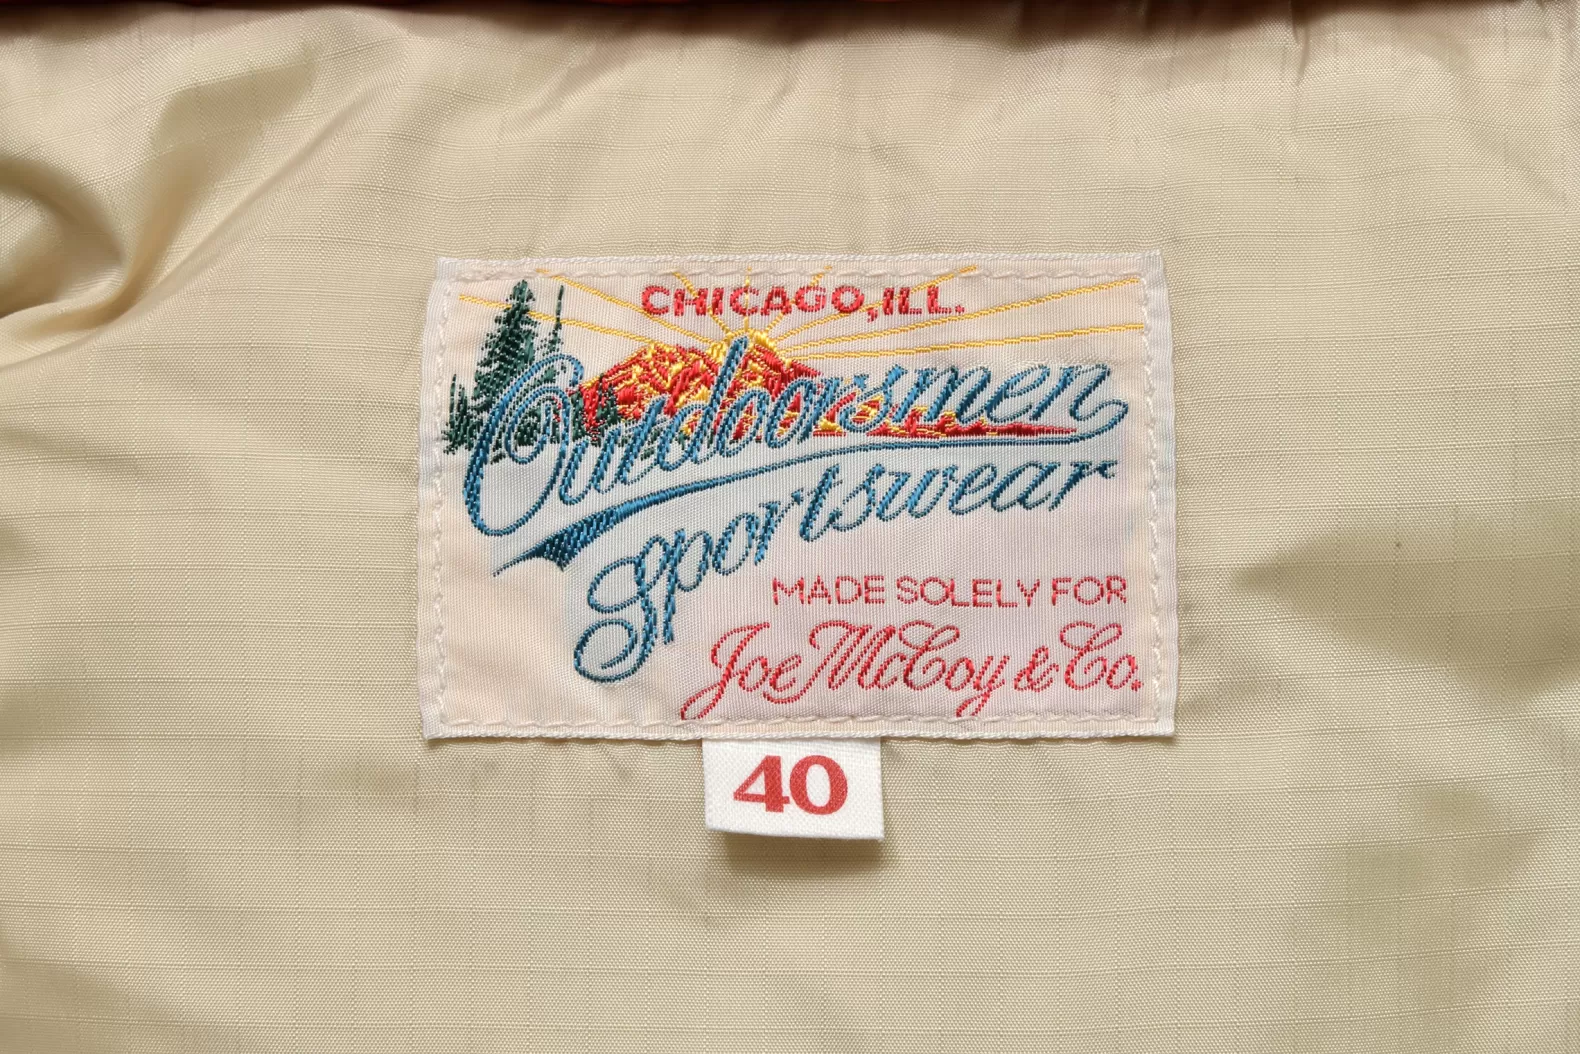 CHICAGO, ILL.
Outdoorsmen
Sportswear
MADE SOLELY FOR
Joe McCoy & Co.
40